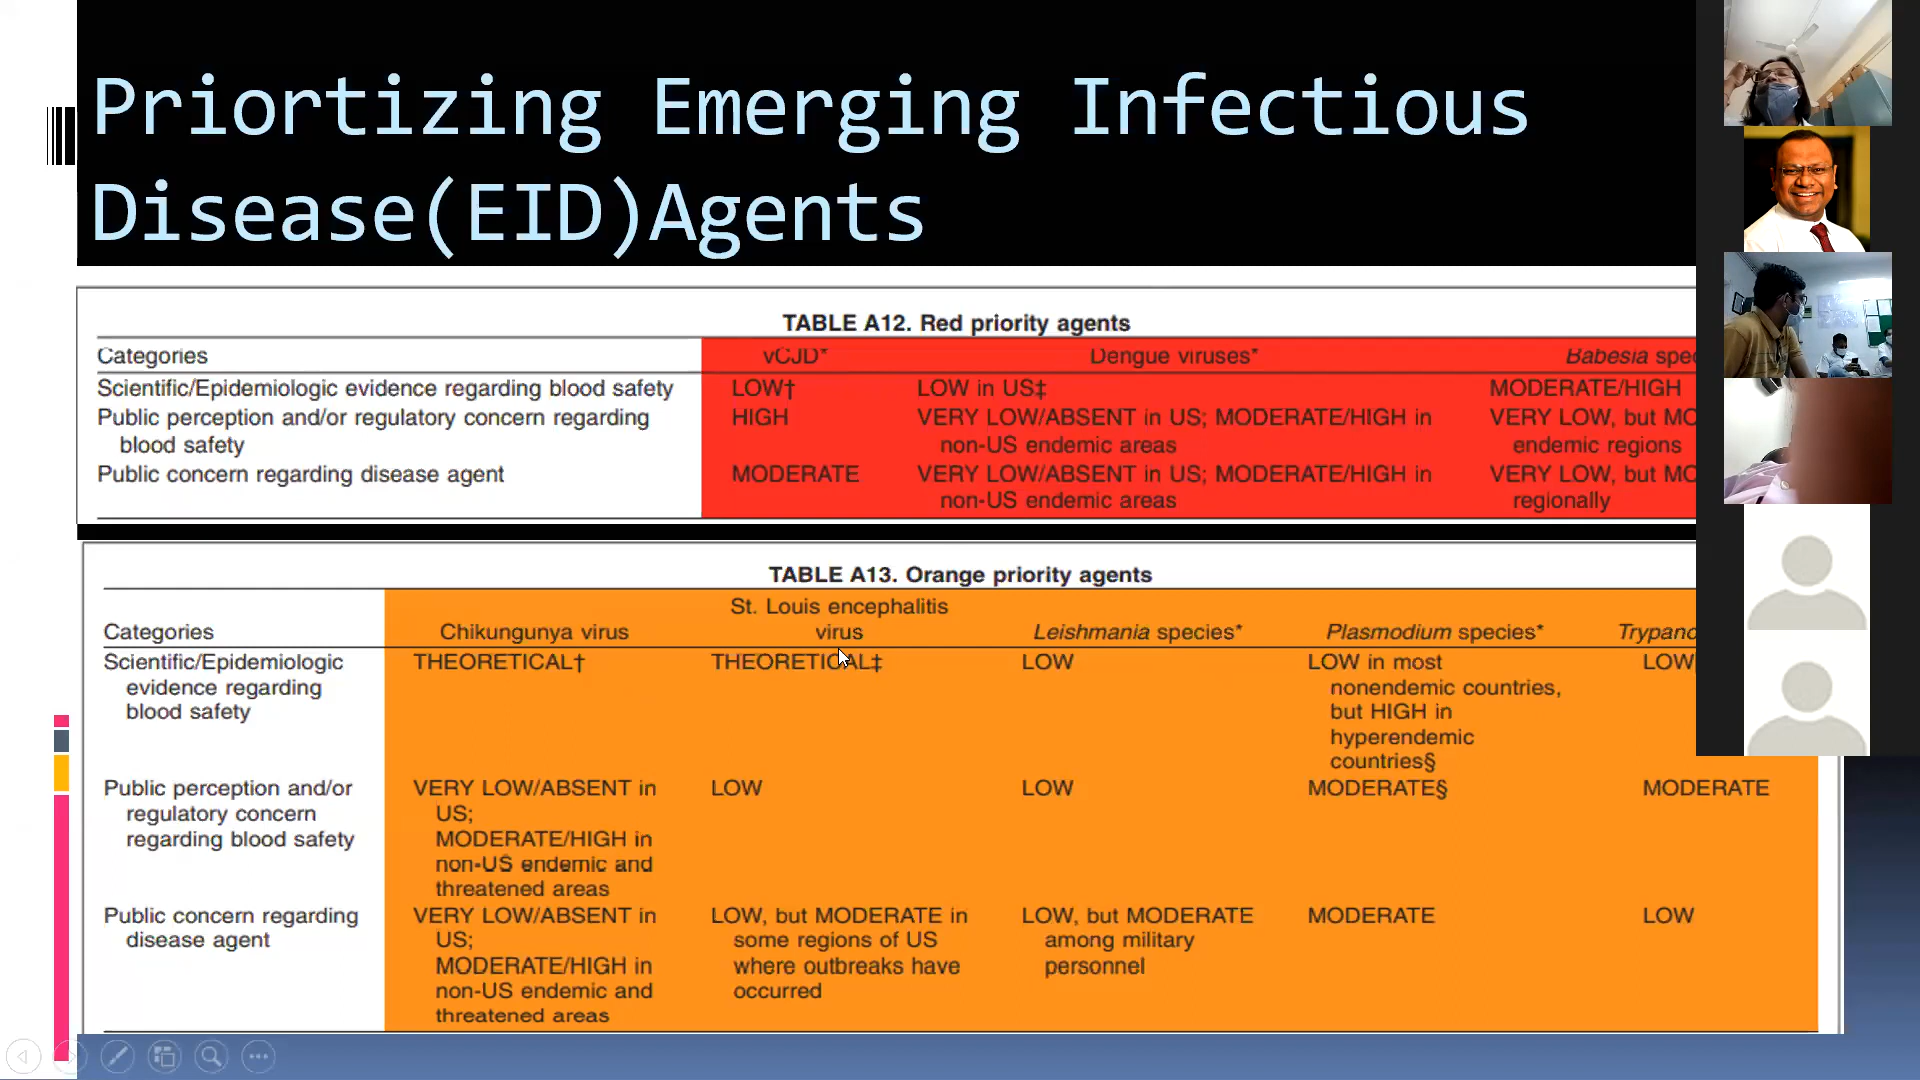 Priortizing Emerging Infectious
Disease(EID)Agents
TABLE A12. Red priority agents
Categories vCJD* Dengue viruses* Babesia
Scientific/Epidemiologic evidence regarding blood safety LOW† LOW in US‡ MODERATE/HIGH
Public perception and/or regulatory concern regarding HIGH VERY LOW/ABSENT in US; MODERATE/HIGH in VERY LOW, but
blood safety non-US endemic areas endemic regions
Public concern regarding disease agent MODERATE VERY LOW/ABSENT in US; MODERATE/HIGH in VERY LOW, but
non-US endemic areas regionally
TABLE A13. Orange priority agents
St. Louis encephalitis
Categories Chikungunya virus virus Leishmania species* Plasmodium species*
Scientific/Epidemiologic THEORETICAL† THEORETICAL‡ LOW LOW in most LOW
evidence regarding nonendemic countries,
blood safety but HIGH in
hyperendemic
countries§
Public perception and/or VERY LOW/ABSENT in LOW LOW MODERATE§ MODERATE
regulatory concern US;
regarding blood safety MODERATE/HIGH in
non-US endemic and
threatened areas
Public concern regarding VERY LOW/ABSENT in LOW, but MODERATE in LOW, but MODERATE MODERATE LOW
disease agent US; some regions of US among military
MODERATE/HIGH in where outbreaks have personnel
non-US endemic and occurred
threatened areas